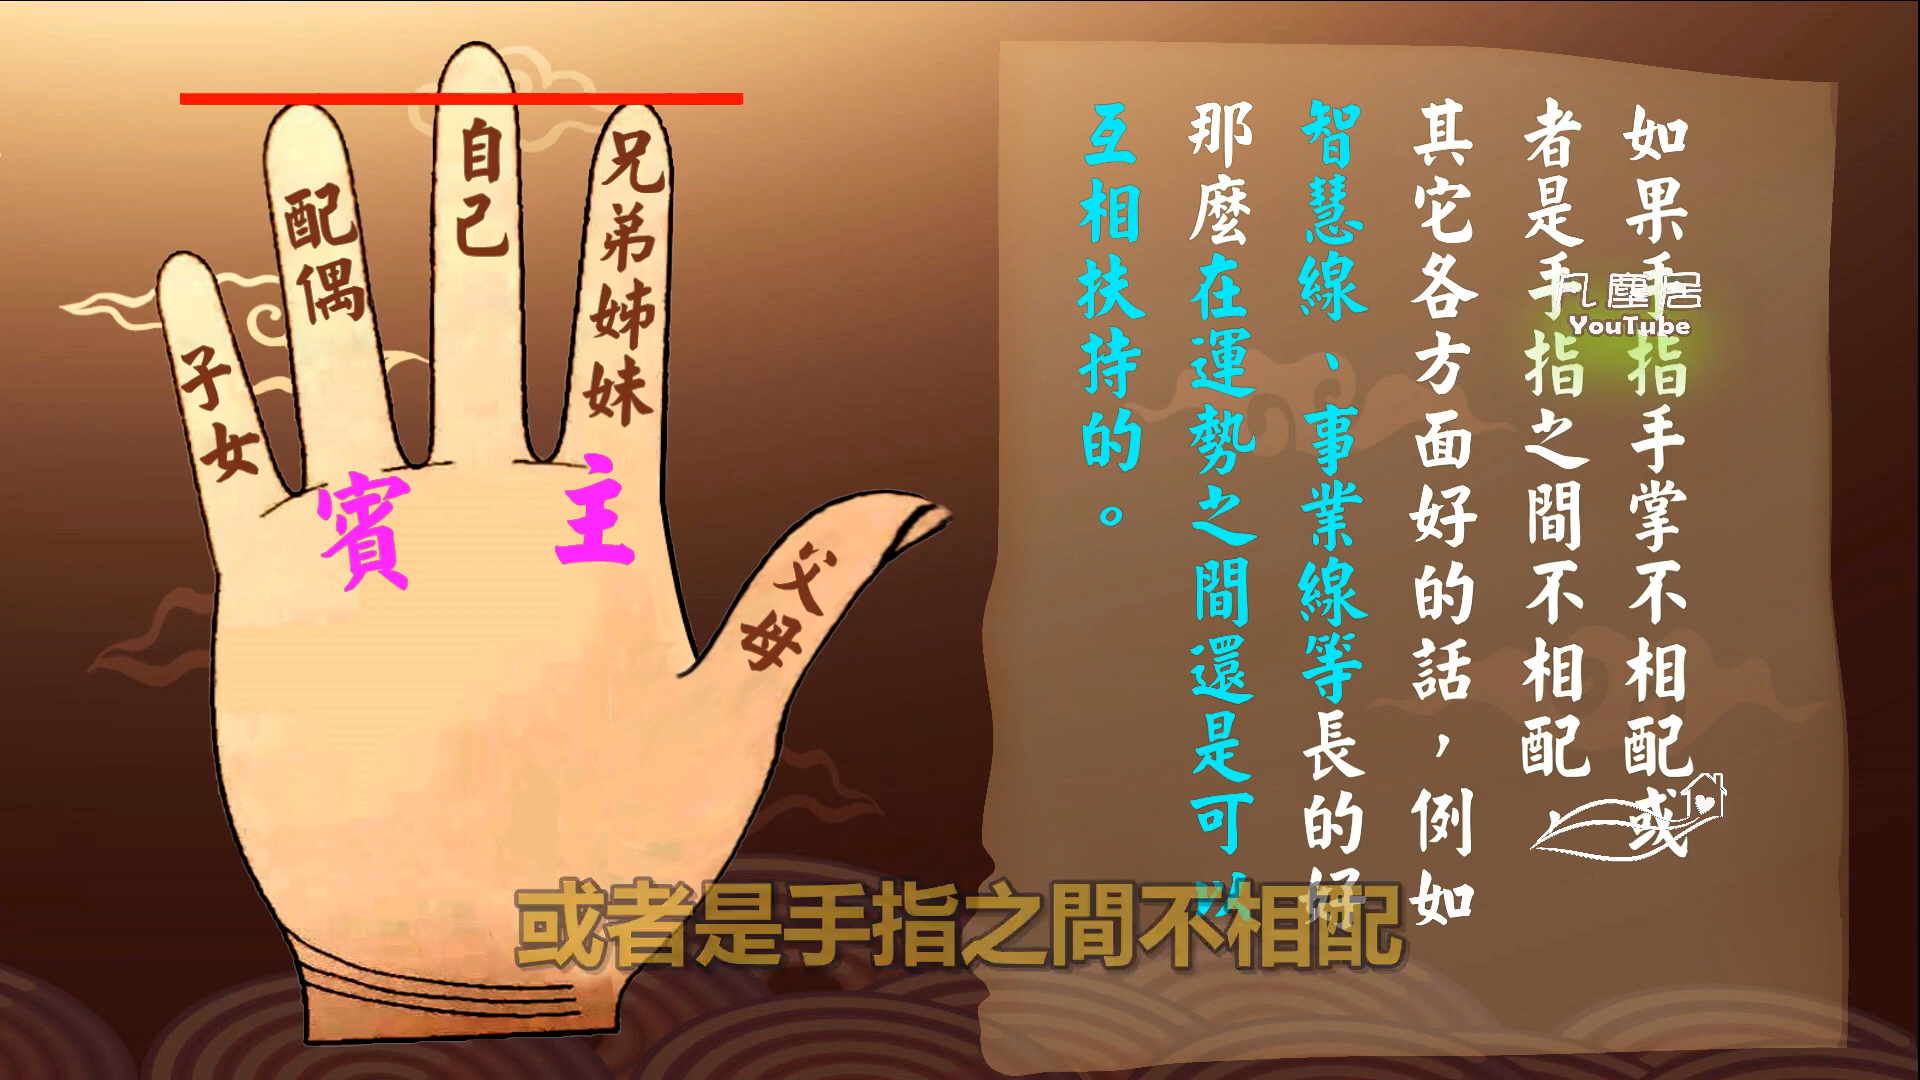 如果手指手掌不相配或
者是手指之間不相配，
其它各方面好的話，例如
智慧線、事業線等長的好
那麼在運勢之間還是可以
互相扶持的。
子女
配偶
自己
兄弟姊妹
父母
賓
主
凡塵居
YouTube
或者是手指之間不相配